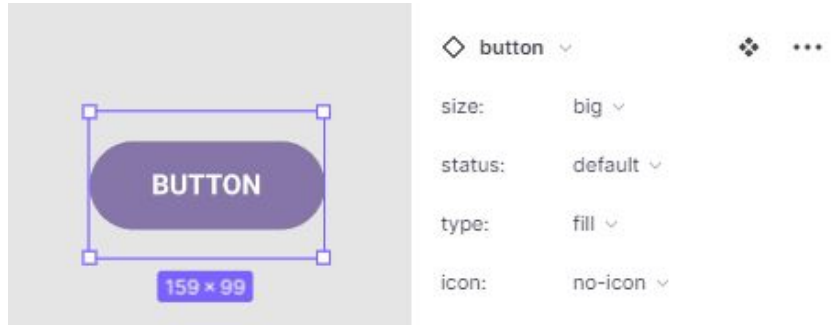 BUTTON
159 × 99
button
size: big
status: default
type: fill
icon: no-icon